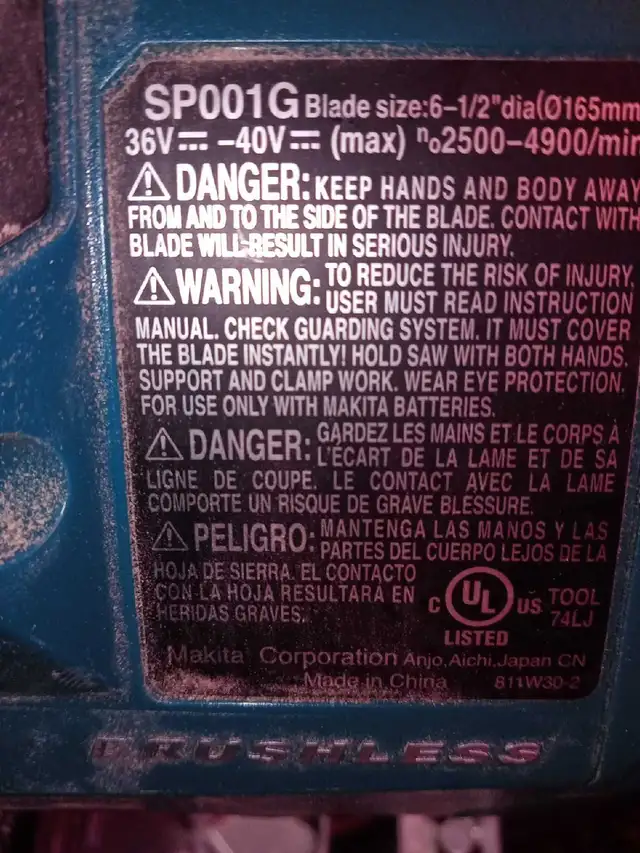 SP001G Blade size:6-1/2"dia(Ø165mm
36V⎓ -40V⎓ (max) n₀2500-4900/min
⚠DANGER: KEEP HANDS AND BODY AWAY
FROM AND TO THE SIDE OF THE BLADE. CONTACT WITH
BLADE WILL RESULT IN SERIOUS INJURY.
⚠WARNING: TO REDUCE THE RISK OF INJURY,
USER MUST READ INSTRUCTION
MANUAL. CHECK GUARDING SYSTEM. IT MUST COVER
THE BLADE INSTANTLY! HOLD SAW WITH BOTH HANDS.
SUPPORT AND CLAMP WORK. WEAR EYE PROTECTION.
FOR USE ONLY WITH MAKITA BATTERIES.
⚠DANGER: GARDEZ LES MAINS ET LE CORPS À
L'ÉCART DE LA LAME ET DE SA
LIGNE DE COUPE. LE CONTACT AVEC LA LAME
COMPORTE UN RISQUE DE GRAVE BLESSURE.
⚠PELIGRO: MANTENGA LAS MANOS Y LAS
PARTES DEL CUERPO LEJOS DE LA
HOJA DE SIERRA. EL CONTACTO
CON LA HOJA RESULTARA EN
HERIDAS GRAVES.
C UL US TOOL
74LJ
LISTED
Makita Corporation Anjo, Aichi, Japan CN
Made in China 811W30-2
BRUSHLESS